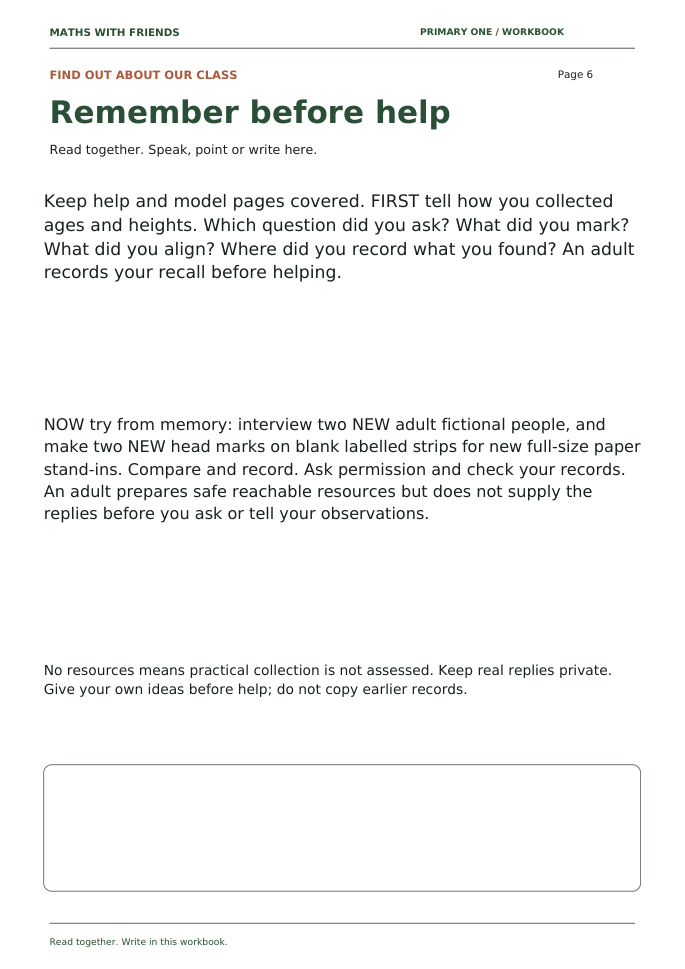 MATHS WITH FRIENDS
PRIMARY ONE / WORKBOOK
FIND OUT ABOUT OUR CLASS
Page 6
Remember before help
Read together. Speak, point or write here.
Keep help and model pages covered. FIRST tell how you collected
ages and heights. Which question did you ask? What did you mark?
What did you align? Where did you record what you found? An adult
records your recall before helping.
NOW try from memory: interview two NEW adult fictional people, and
make two NEW head marks on blank labelled strips for new full-size paper
stand-ins. Compare and record. Ask permission and check your records.
An adult prepares safe reachable resources but does not supply the
replies before you ask or tell your observations.
No resources means practical collection is not assessed. Keep real replies private.
Give your own ideas before help; do not copy earlier records.
Read together. Write in this workbook.